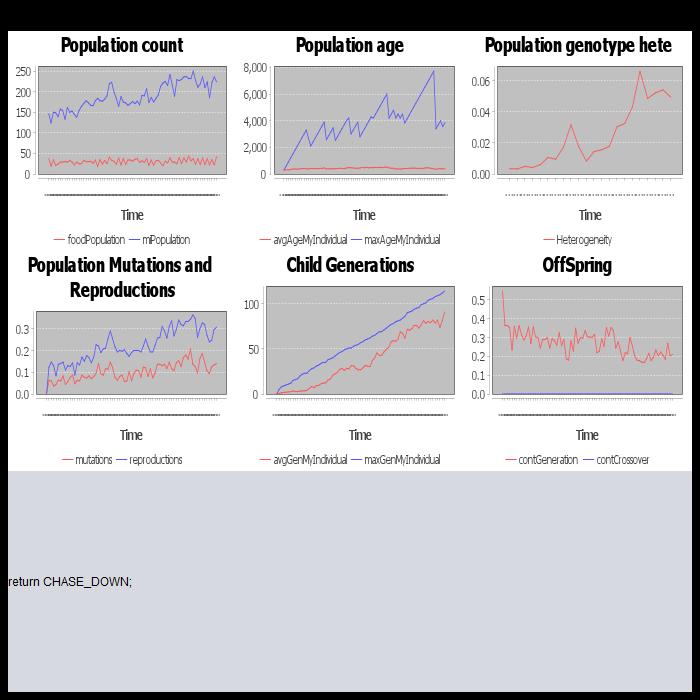 Population count
250
200
150
100
50
0
Time
foodPopulation miPopulation
Population age
8,000
6,000
4,000
2,000
0
Time
avgAgeMyIndividual maxAgeMyIndividual
Population genotype hete
0.06
0.04
0.02
0.00
Time
Heterogeneity
Population Mutations and
Reproductions
0.3
0.2
0.1
0.0
Time
mutations reproductions
Child Generations
100
50
0
Time
avgGenMyIndividual maxGenMyIndividual
OffSpring
0.5
0.4
0.3
0.2
0.1
0.0
Time
contGeneration contCrossover
return CHASE_DOWN;